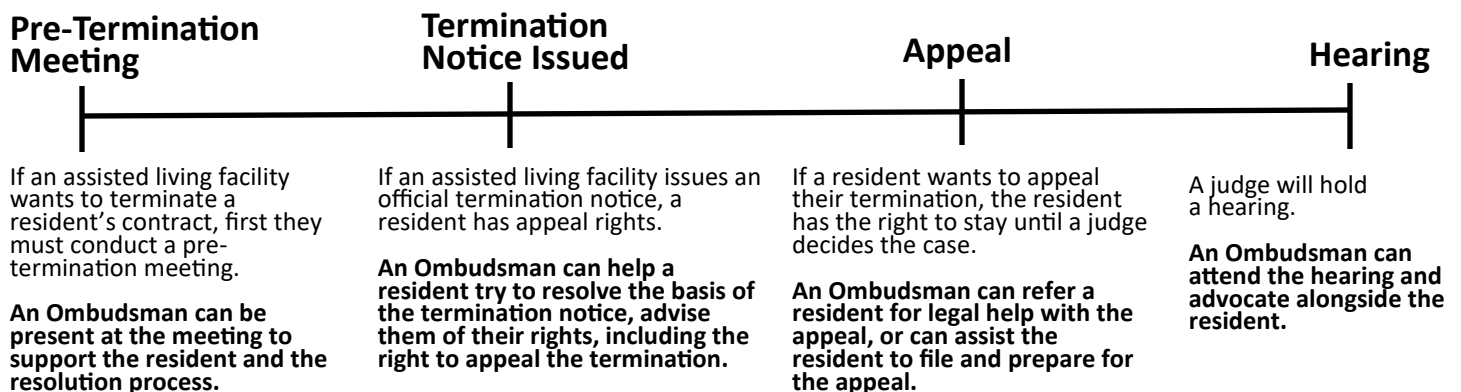 Pre-Termination
Meeting
Termination
Notice Issued
Appeal
Hearing
If an assisted living facility
wants to terminate a
resident’s contract, first they
must conduct a pre-
termination meeting.
An Ombudsman can be
present at the meeting to
support the resident and the
resolution process.
If an assisted living facility issues an
official termination notice, a
resident has appeal rights.
An Ombudsman can help a
resident try to resolve the basis of
the termination notice, advise
them of their rights, including the
right to appeal the termination.
If a resident wants to appeal
their termination, the resident
has the right to stay until a judge
decides the case.
An Ombudsman can refer a
resident for legal help with the
appeal, or can assist the
resident to file and prepare for
the appeal.
A judge will hold
a hearing.
An Ombudsman can
attend the hearing and
advocate alongside the
resident.